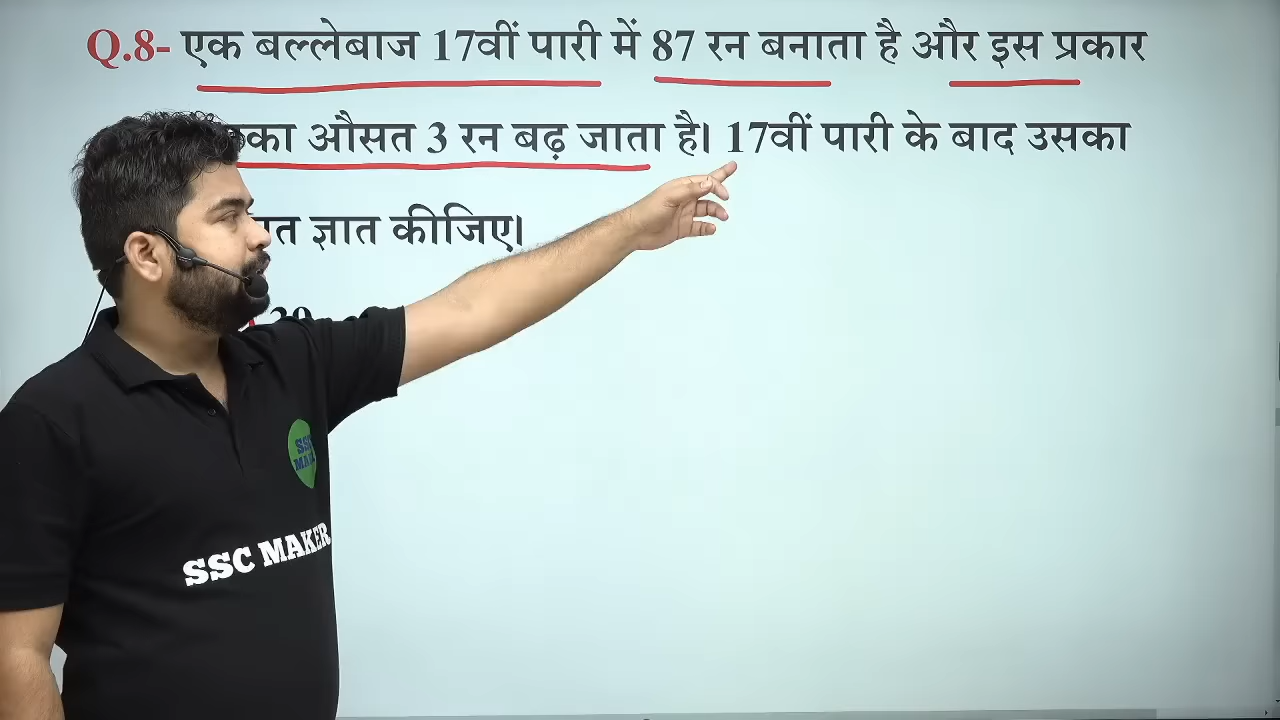 Q.8- एक बल्लेबाज 17वीं पारी में 87 रन बनाता है और इस प्रकार
औसत 3 रन बढ़ जाता है। 17वीं पारी के बाद उसका
ज्ञात कीजिए।
SSC MAKER